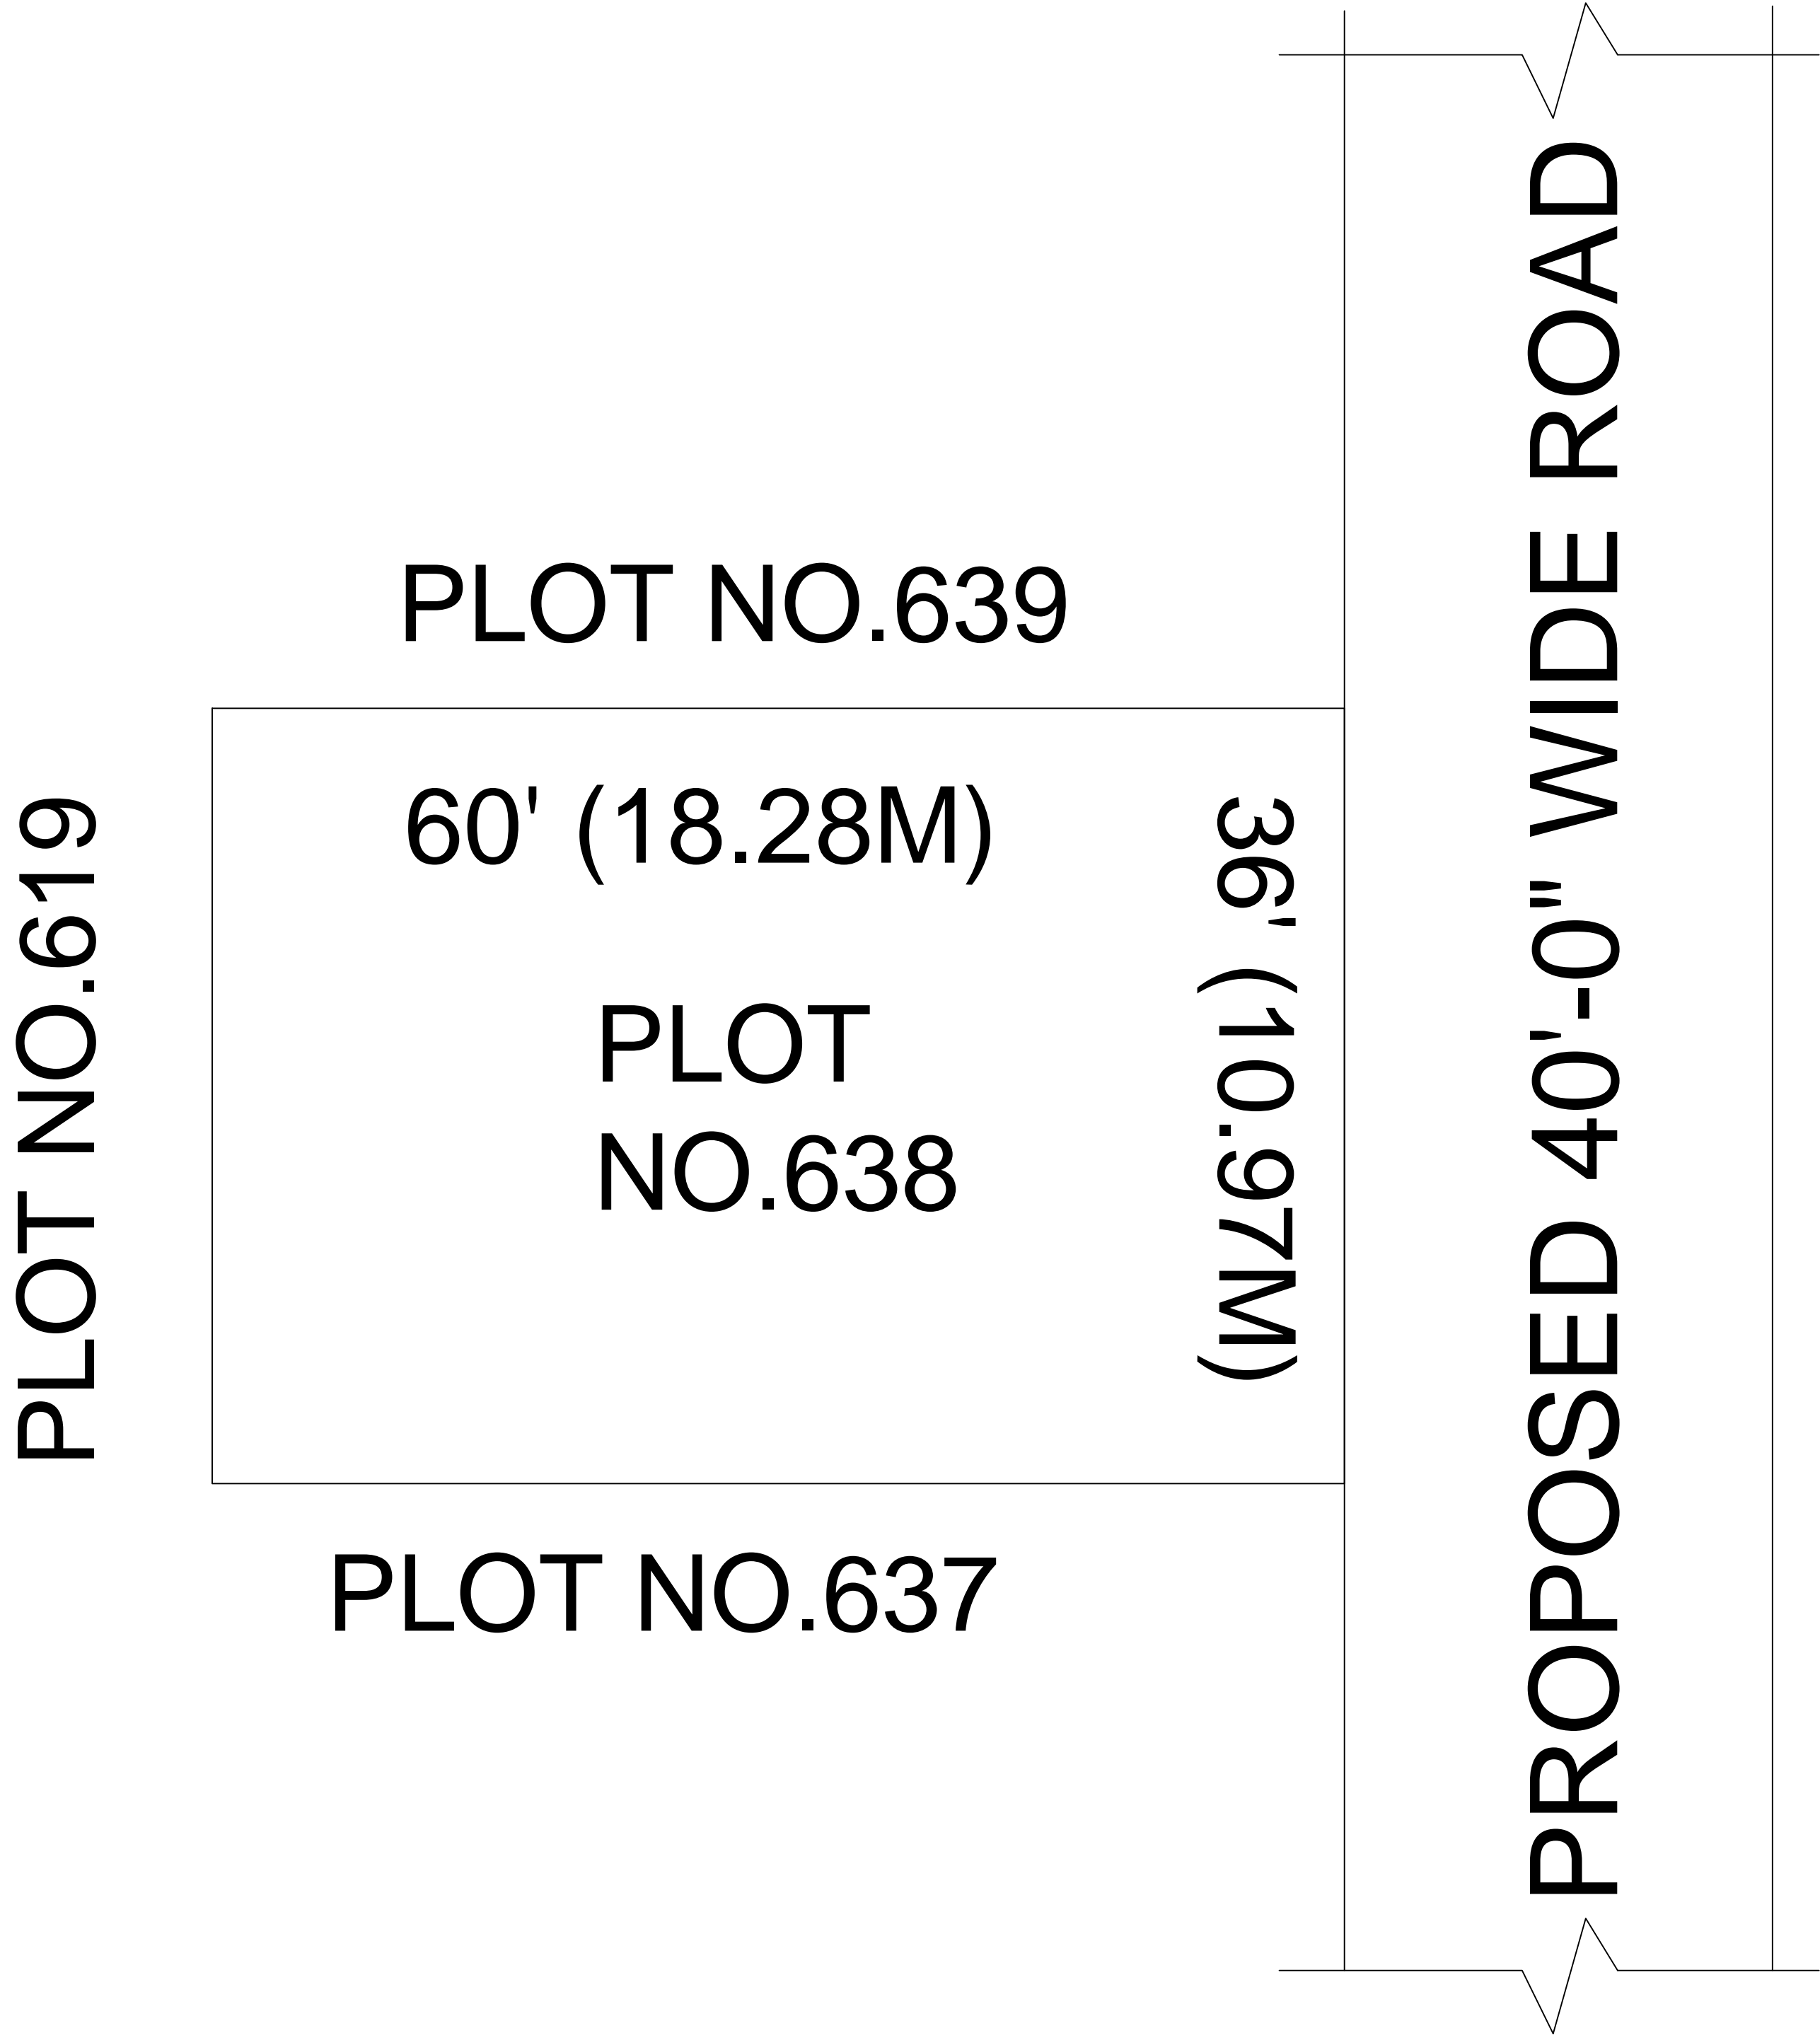 PLOT NO.639
PLOT NO.619
60' (18.28M)
36' (10.97M)
PLOT
NO.638
PLOT NO.637
PROPOSED 40'-0" WIDE ROAD